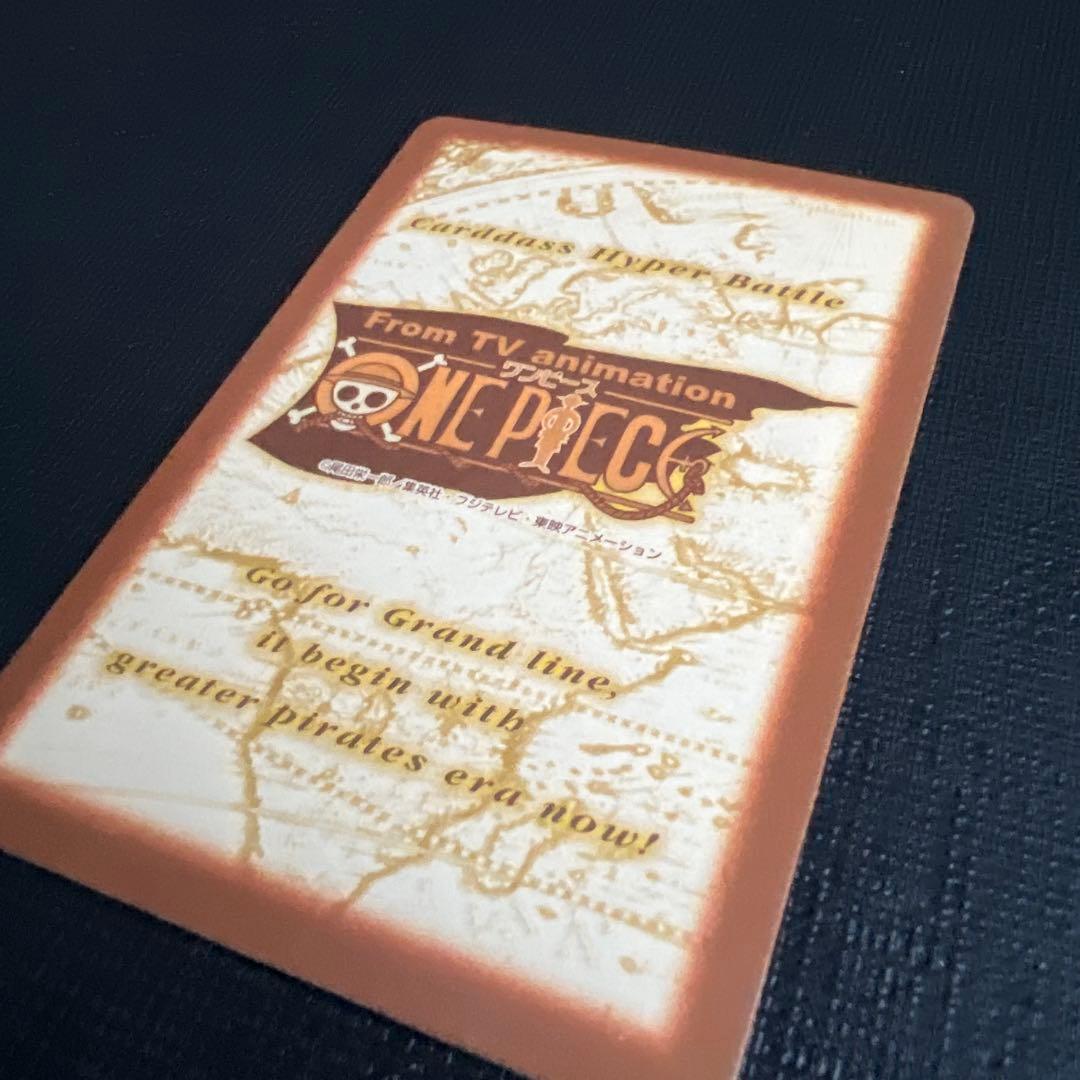 Carddass Hyper Battle
From TV animation
ワンピース
ONE PIECE
©尾田栄一郎／集英社・フジテレビ・東映アニメーション
Go for Grand line,
it begin with
greater pirates era now!